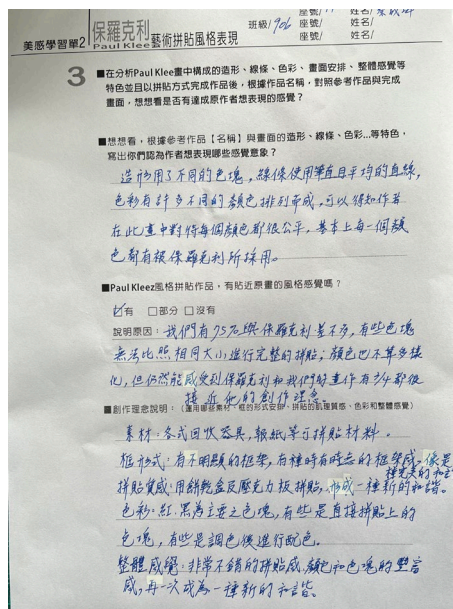 美感學習單2 保羅克利 Paul Klee 藝術拼貼風格表現
班級/906 座號/ 姓名/
座號/ 姓名/
3
■在分析Paul Klee畫中構成的造形、線條、色彩、畫面安排、整體感覺等
特色並且以拼貼方式完成作品後，根據作品名稱，對照參考作品與完成
畫面，想想看是否有達成原作者想表現的感覺？
■想想看，根據參考作品【名稱】與畫面的造形、線條、色彩...等特色，
寫出你們認為作者想表現哪些感覺意象？
造形用了不同的色塊，線條使用筆直且平均的直線，
色彩有許多不同的顏色排列而成，可以得知作者
在此畫中對待每個顏色都很公平，基本上每一個顏
色都有被保羅克利所採用。
■Paul Kleez風格拼貼作品，有貼近原畫的風格感覺嗎？
☑有 □部分 □沒有
說明原因：我們有75%與保羅克利差不多，有些色塊
無法比照相同大小進行完整的拼貼；顏色也不算多樣
化，但仍然能感受到保羅克利和我們的畫作有3/4都很
接近他的創作理念。
■創作理念說明：（運用哪些素材、框的形式安排、拼貼的肌理質感、色彩和整體感覺）
素材：各式回收容具，報紙等可拼貼材料。
框形式：有不明顯的框架，有種時有時忘的框架感，像是
種完美的和
拼貼質感：用餅乾盒及壓克力板拼貼，形成一種新的和諧。
色彩：紅.黑為主要之色塊，有些是直接拼貼上的
色塊，有些是調色後進行配色。
整體感覺：非常不錯的拼貼感，顏色和色塊的豐富
感，再一次成為一種新的和諧。